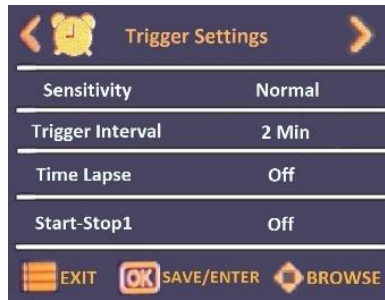 Trigger Settings
Sensitivity Normal
Trigger Interval 2 Min
Time Lapse Off
Start-Stop1 Off
EXIT OK SAVE/ENTER BROWSE